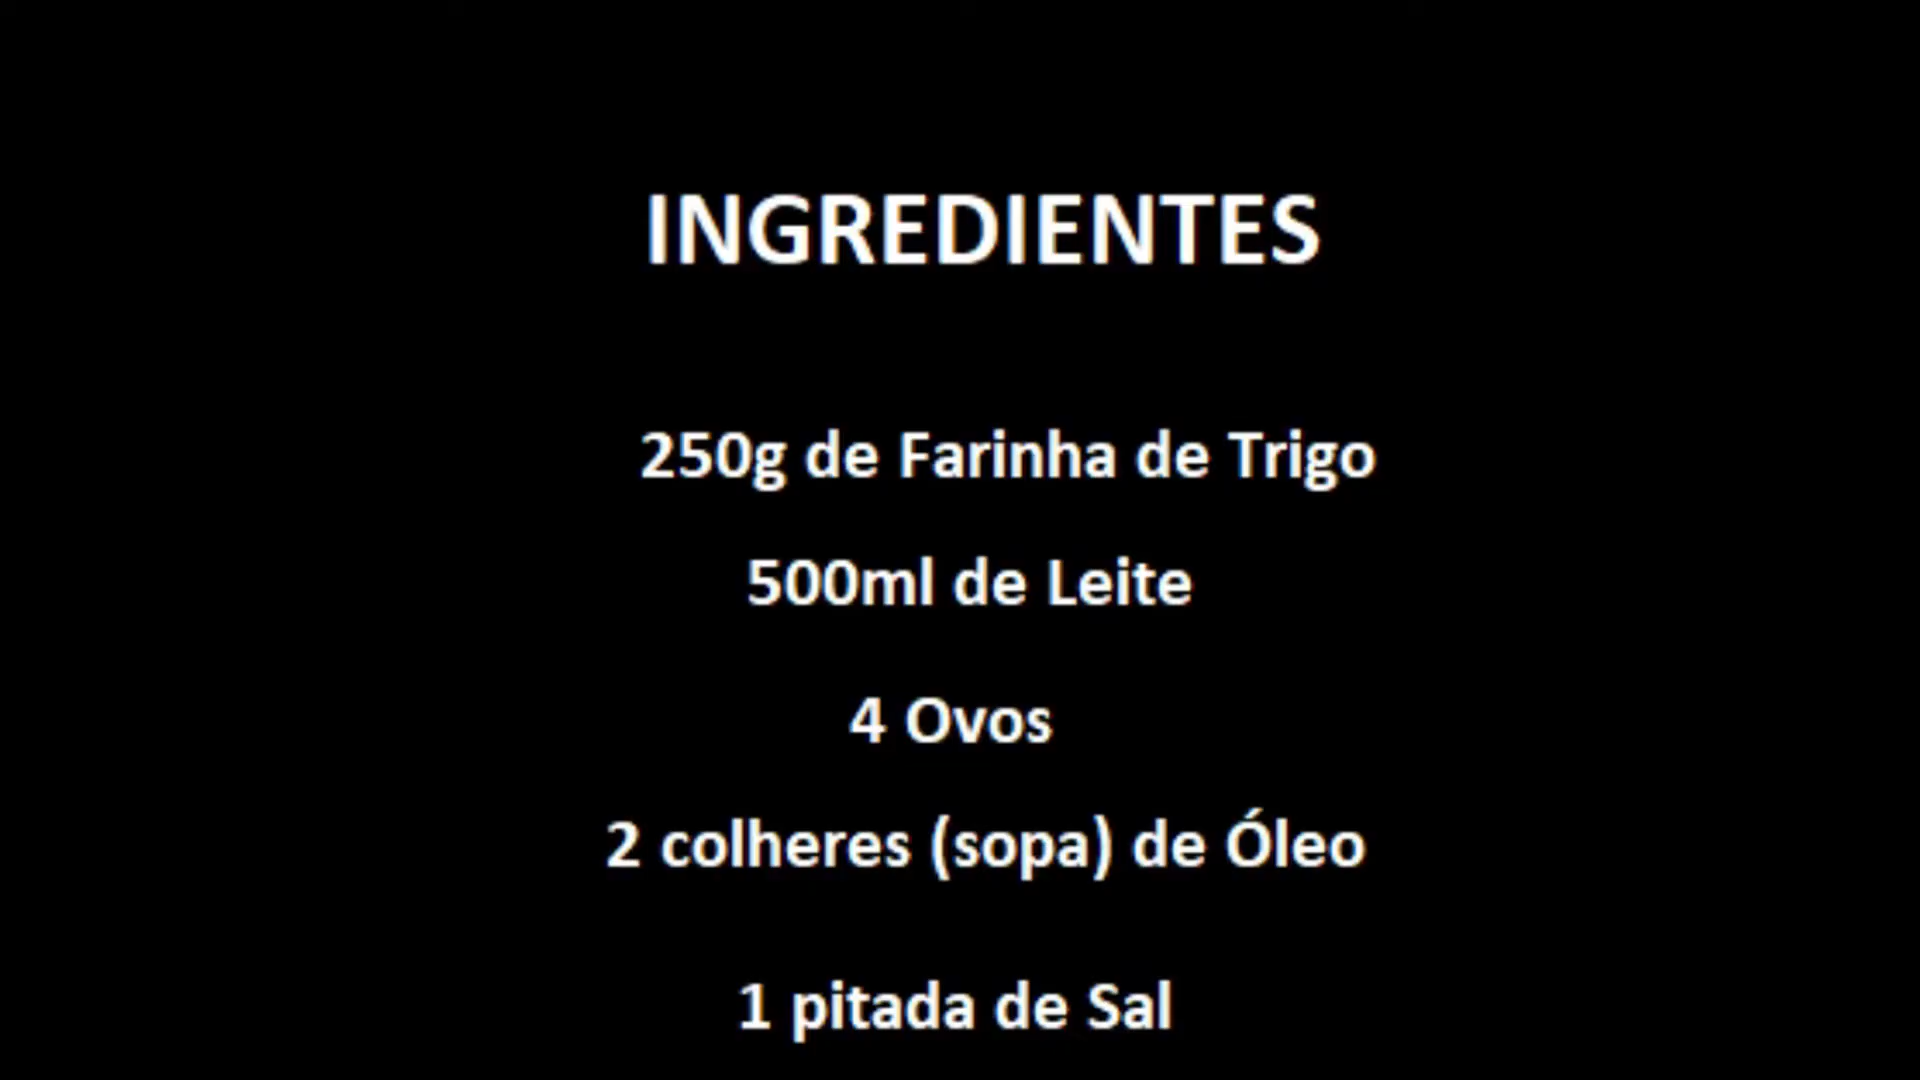 INGREDIENTES
250g de Farinha de Trigo
500ml de Leite
4 Ovos
2 colheres (sopa) de Óleo
1 pitada de Sal